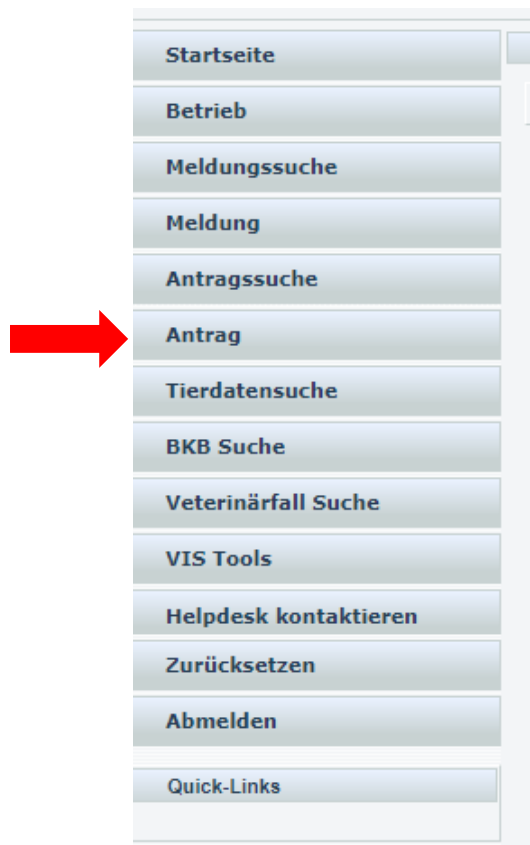 Startseite
Betrieb
Meldungssuche
Meldung
Antragssuche
Antrag
Tierdatensuche
BKB Suche
Veterinärfall Suche
VIS Tools
Helpdesk kontaktieren
Zurücksetzen
Abmelden
Quick-Links